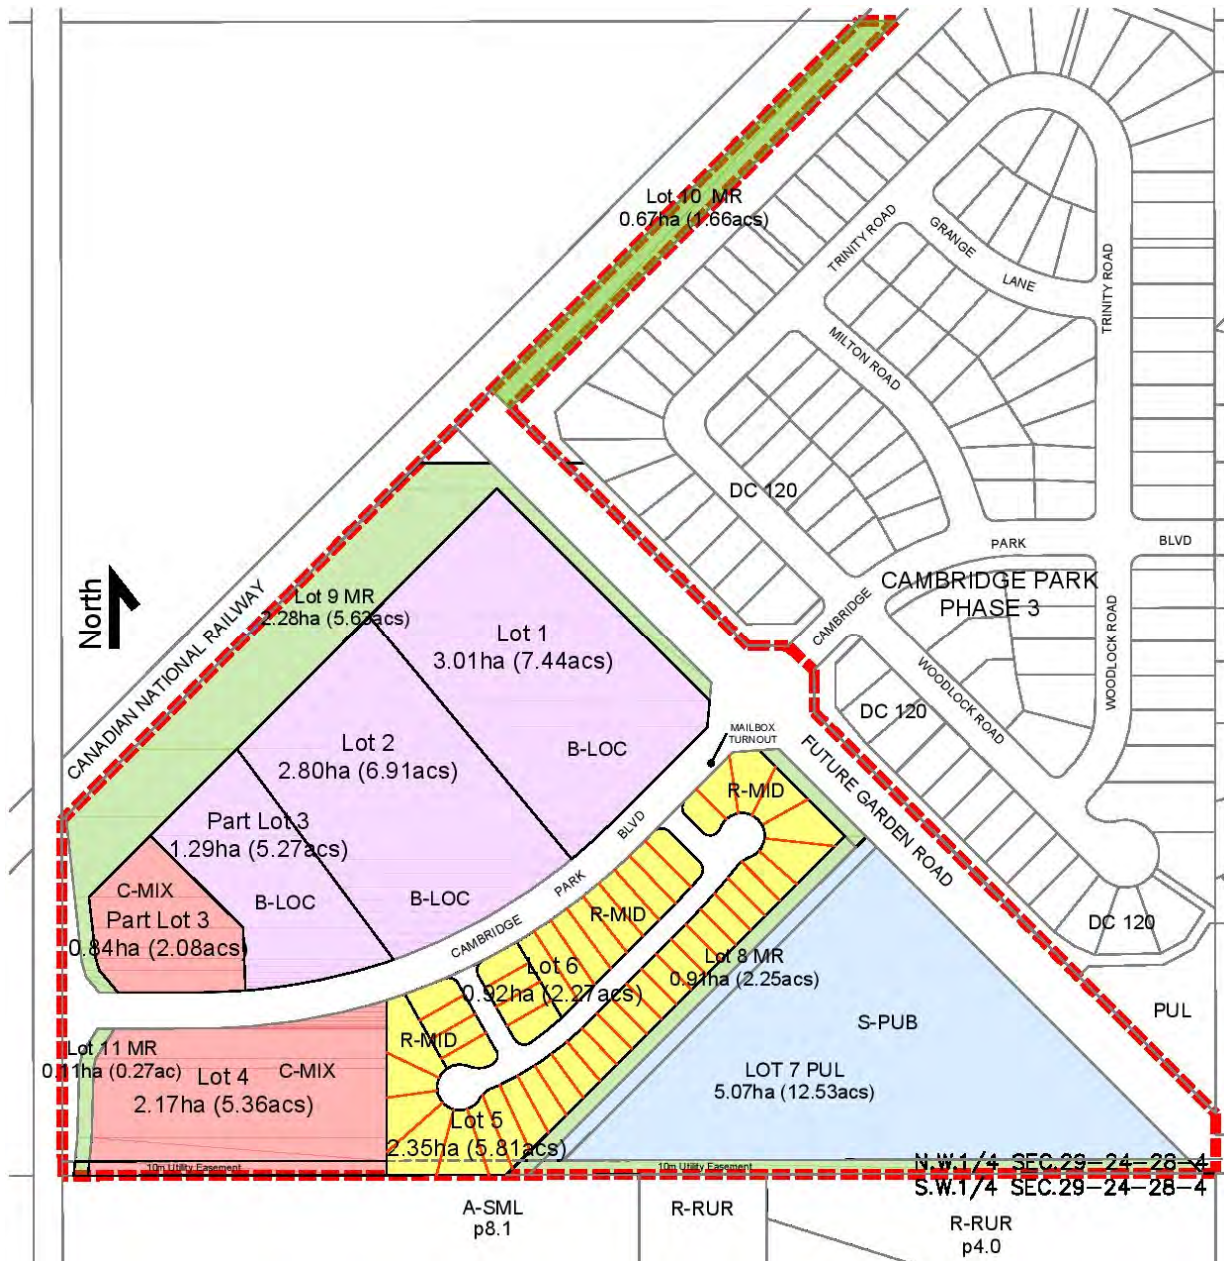 Lot 10 MR
0.67ha (1.66acs)
TRINITY ROAD
GRANGE
LANE
TRINITY ROAD
MILTON ROAD
DC 120
PARK
BLVD
CAMBRIDGE PARK
PHASE 3
CAMBRIDGE
WOODLOCK ROAD
WOODLOCK ROAD
North
CANADIAN NATIONAL RAILWAY
Lot 9 MR
2.28ha (5.63acs)
Lot 1
3.01ha (7.44acs)
B-LOC
DC 120
MAILBOX
TURNOUT
FUTURE GARDEN ROAD
Lot 2
2.80ha (6.91acs)
B-LOC
R-MID
Part Lot 3
1.29ha (5.27acs)
B-LOC
BLVD
PARK
CAMBRIDGE
C-MIX
Part Lot 3
0.84ha (2.08acs)
R-MID
DC 120
Lot 6
0.92ha (2.27acs)
Lot 8 MR
0.91ha (2.25acs)
PUL
S-PUB
R-MID
Lot 11 MR
0.11ha (0.27ac)
Lot 4
2.17ha (5.36acs)
C-MIX
LOT 7 PUL
5.07ha (12.53acs)
Lot 5
2.35ha (5.81acs)
10m Utility Easement
10m Utility Easement
N.W.1/4 SEC.29-24-28-4
S.W.1/4 SEC.29-24-28-4
A-SML
p8.1
R-RUR
R-RUR
p4.0